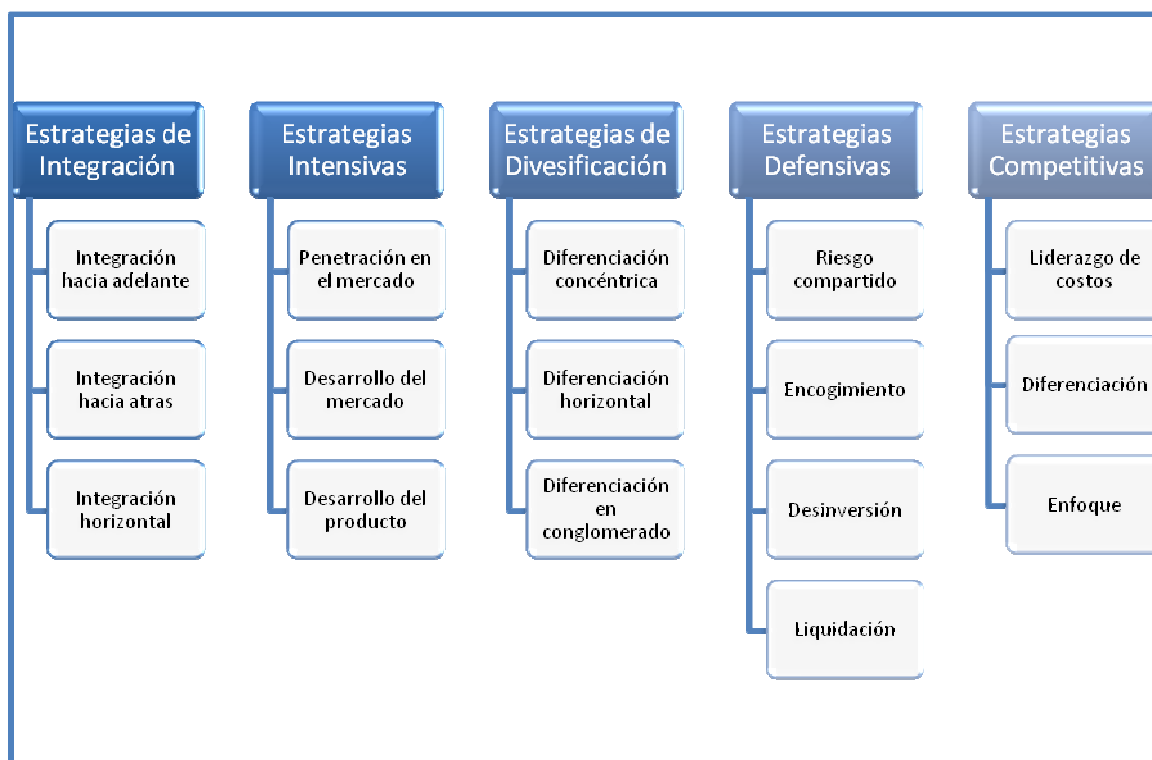 Estrategias de
Integración
Integración
hacia adelante
Integración
hacia atras
Integración
horizontal
Estrategias
Intensivas
Penetración en
el mercado
Desarrollo del
mercado
Desarrollo del
producto
Estrategias de
Divesificación
Diferenciación
concéntrica
Diferenciación
horizontal
Diferenciación
en
conglomerado
Estrategias
Defensivas
Riesgo
compartido
Encogimiento
Desinversión
Liquidación
Estrategias
Competitivas
Liderazgo de
costos
Diferenciación
Enfoque